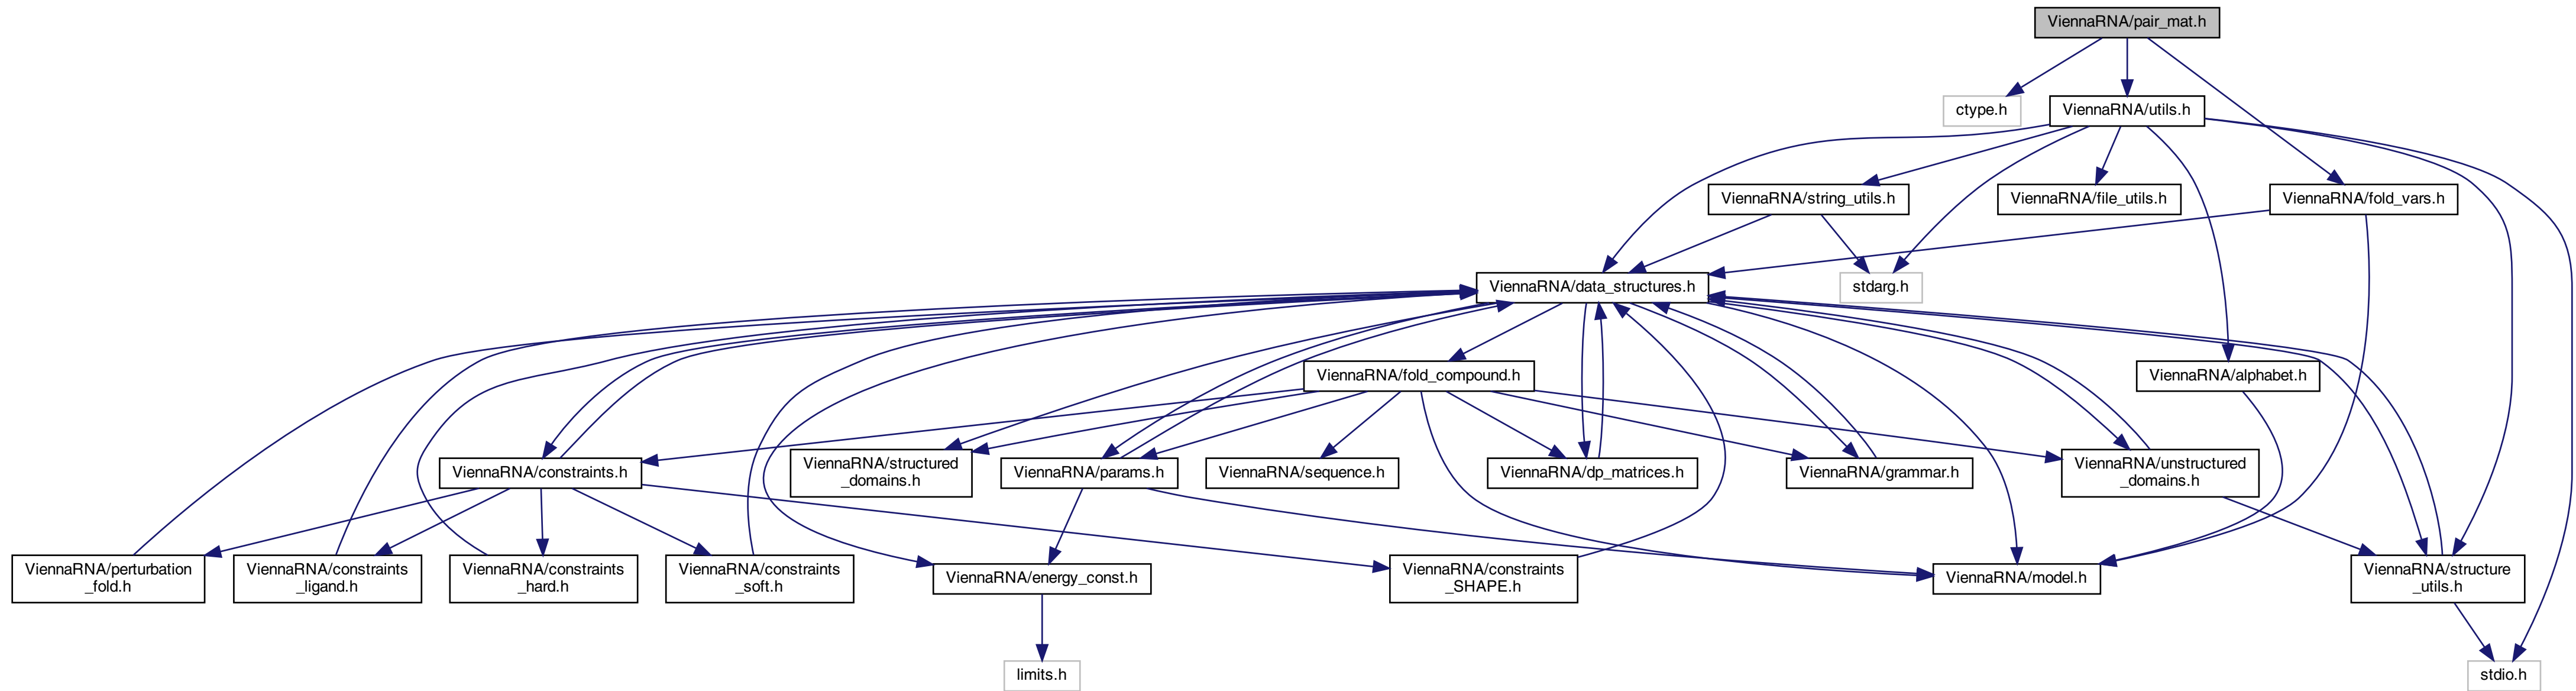 ViennaRNA/pair_mat.h
ctype.h
ViennaRNA/utils.h
ViennaRNA/string_utils.h
ViennaRNA/file_utils.h
ViennaRNA/fold_vars.h
ViennaRNA/data_structures.h
stdarg.h
ViennaRNA/fold_compound.h
ViennaRNA/alphabet.h
ViennaRNA/constraints.h
ViennaRNA/structured
_domains.h
ViennaRNA/params.h
ViennaRNA/sequence.h
ViennaRNA/dp_matrices.h
ViennaRNA/grammar.h
ViennaRNA/unstructured
_domains.h
ViennaRNA/perturbation
_fold.h
ViennaRNA/constraints
_ligand.h
ViennaRNA/constraints
_hard.h
ViennaRNA/constraints
_soft.h
ViennaRNA/energy_const.h
ViennaRNA/constraints
_SHAPE.h
ViennaRNA/model.h
ViennaRNA/structure
_utils.h
limits.h
stdio.h